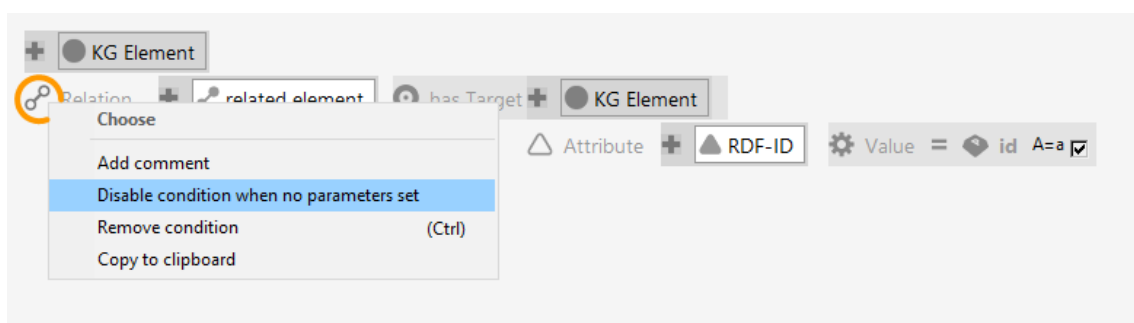 KG Element
Relation related element has Target KG Element
Choose
Attribute RDF-ID Value = id A=a
Add comment
Disable condition when no parameters set
Remove condition (Ctrl)
Copy to clipboard